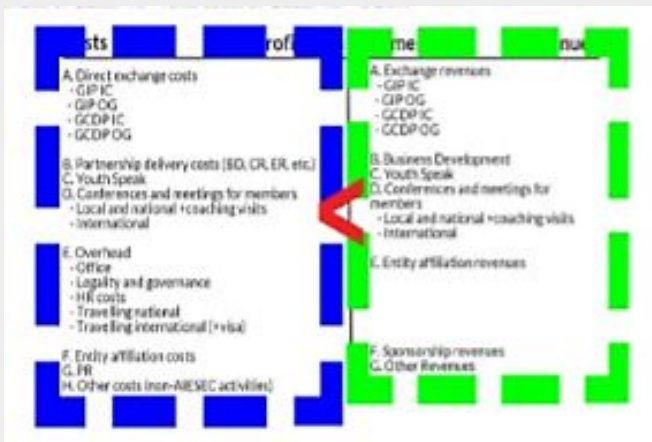 sts
rofi
me
nue
A. Direct exchange costs
- GIP IC
- GIP OG
- GCDP IC
- GCDP OG
B. Partnership delivery costs (BD, CR, ER, etc.)
C. Youth Speak
D. Conferences and meetings for members
- Local and national +coaching visits
- International
E. Overhead
- Office
- Legality and governance
- HR costs
- Travelling national
- Travelling international (+visa)
F. Entity affiliation costs
G. PR
H. Other costs (non-AIESEC activities)
<
A. Exchange revenues
- GIP IC
- GIP OG
- GCDP IC
- GCDP OG
B. Business Development
C. Youth Speak
D. Conferences and meetings for
members
- Local and national +coaching visits
- International
E. Entity affiliation revenues
F. Sponsorship revenues
G. Other Revenues